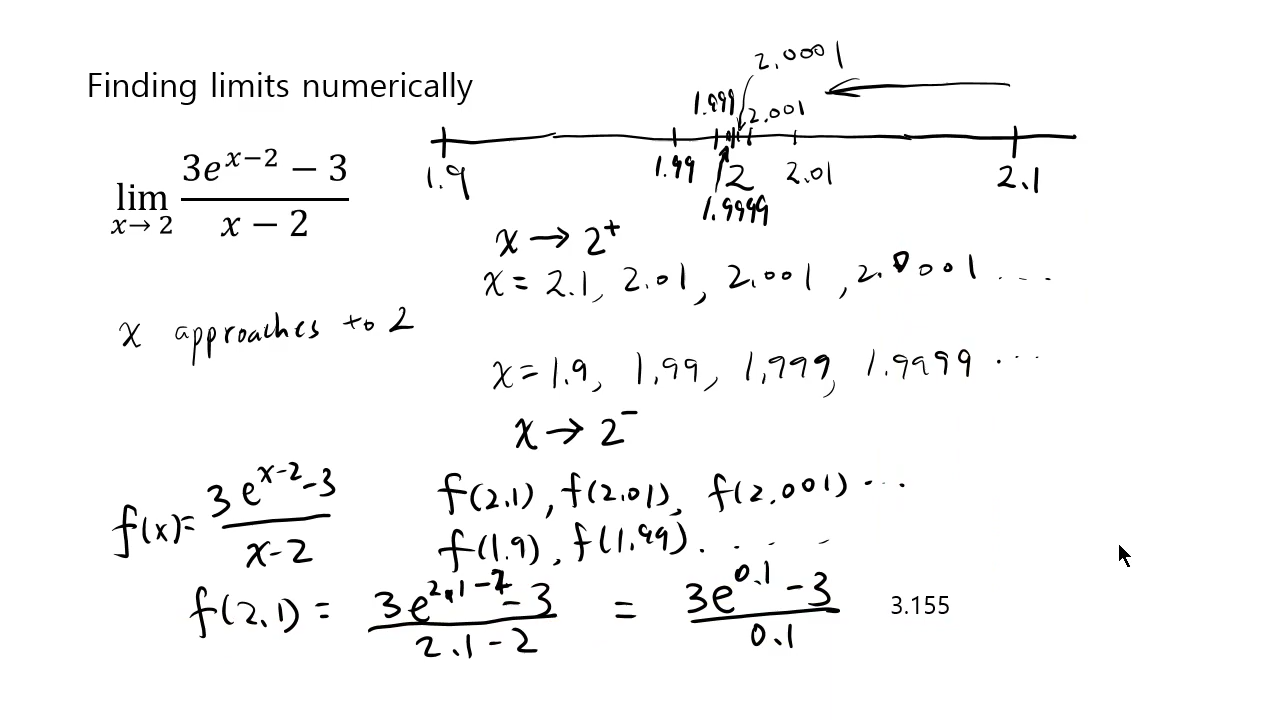 Finding limits numerically
2.0001
1.999 2.001
1.9 1.99 2 2.01 2.1
1.9999
lim x→2 (3e^(x−2) − 3)/(x − 2)
x → 2⁺
x = 2.1, 2.01, 2.001, 2.0001 ...
x approaches to 2
x = 1.9, 1.99, 1.999, 1.9999 ...
x → 2⁻
f(x) = (3e^(x-2) - 3)/(x-2)
f(2.1), f(2.01), f(2.001) ...
f(1.9), f(1.99). . . . .
f(2.1) = (3e^(2.1-2) - 3)/(2.1-2) = (3e^(0.1) - 3)/0.1 3.155